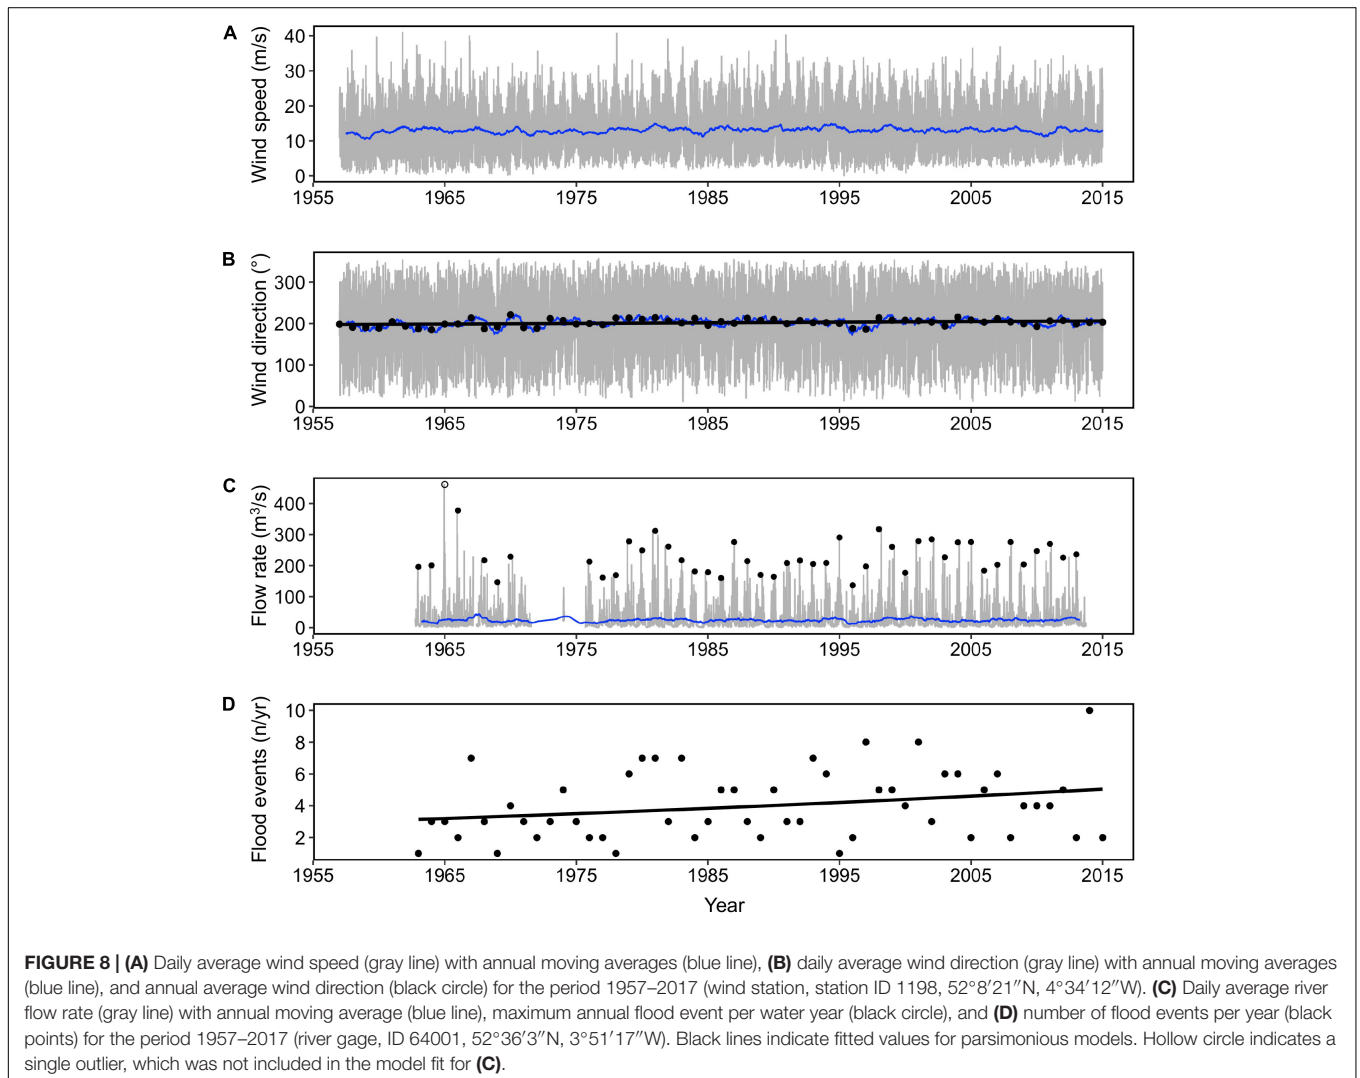 A
Wind speed (m/s)
40
30
20
10
0
1955 1965 1975 1985 1995 2005 2015
B
Wind direction (°)
300
200
100
0
1955 1965 1975 1985 1995 2005 2015
C
Flow rate (m³/s)
400
300
200
100
0
1955 1965 1975 1985 1995 2005 2015
D
Flood events (n/yr)
10
8
6
4
2
1955 1965 1975 1985 1995 2005 2015
Year
FIGURE 8 | (A) Daily average wind speed (gray line) with annual moving averages (blue line), (B) daily average wind direction (gray line) with annual moving averages
(blue line), and annual average wind direction (black circle) for the period 1957–2017 (wind station, station ID 1198, 52°8′21″N, 4°34′12″W). (C) Daily average river
flow rate (gray line) with annual moving average (blue line), maximum annual flood event per water year (black circle), and (D) number of flood events per year (black
points) for the period 1957–2017 (river gage, ID 64001, 52°36′3″N, 3°51′17″W). Black lines indicate fitted values for parsimonious models. Hollow circle indicates a
single outlier, which was not included in the model fit for (C).